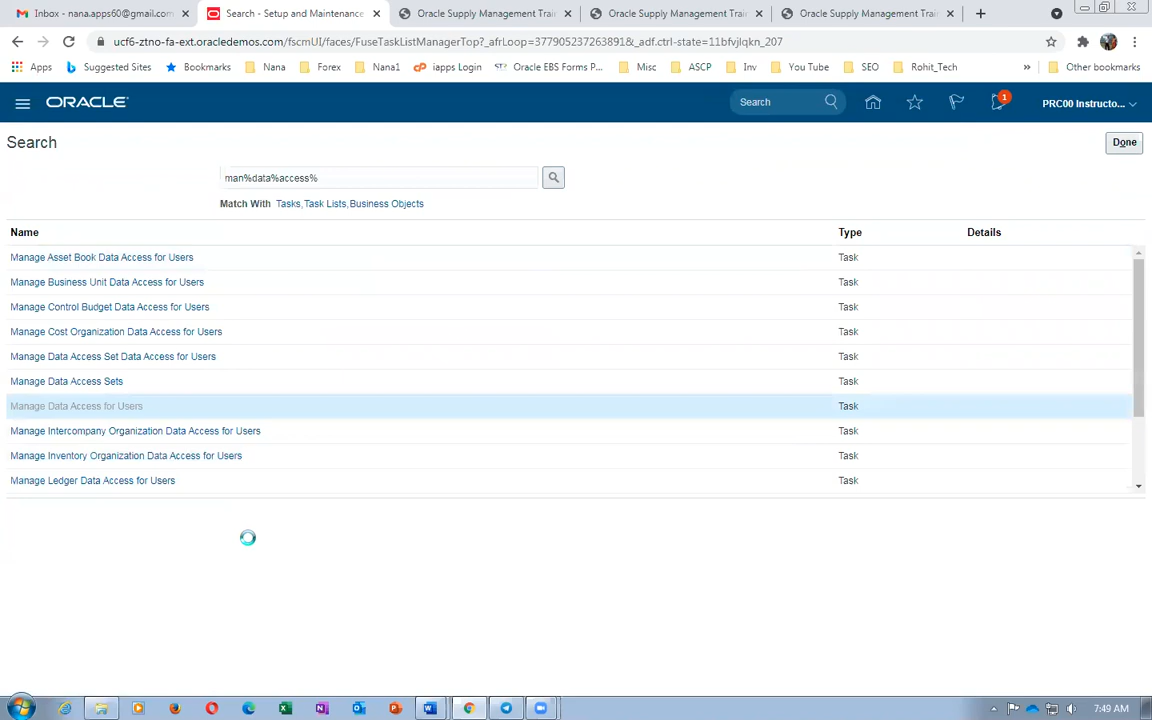 Inbox - nana.apps60@gmail.com
Search - Setup and Maintenance
Oracle Supply Management Trai
Oracle Supply Management Trai
Oracle Supply Management Trai
ucf6-ztno-fa-ext.oracledemos.com/fscmUI/faces/FuseTaskListManagerTop?_afrLoop=377905237263891&_adf.ctrl-state=11bfvjlqkn_207
Apps
Suggested Sites
Bookmarks
Nana
Forex
Nana1
iapps Login
Oracle EBS Forms P...
Misc
ASCP
Inv
You Tube
SEO
Rohit_Tech
»
Other bookmarks
ORACLE
Search
1
PRC00 Instructo...
Search
Done
man%data%access%
Match With Tasks, Task Lists, Business Objects
Name Type Details
Manage Asset Book Data Access for Users Task
Manage Business Unit Data Access for Users Task
Manage Control Budget Data Access for Users Task
Manage Cost Organization Data Access for Users Task
Manage Data Access Set Data Access for Users Task
Manage Data Access Sets Task
Manage Data Access for Users Task
Manage Intercompany Organization Data Access for Users Task
Manage Inventory Organization Data Access for Users Task
Manage Ledger Data Access for Users Task
7:49 AM